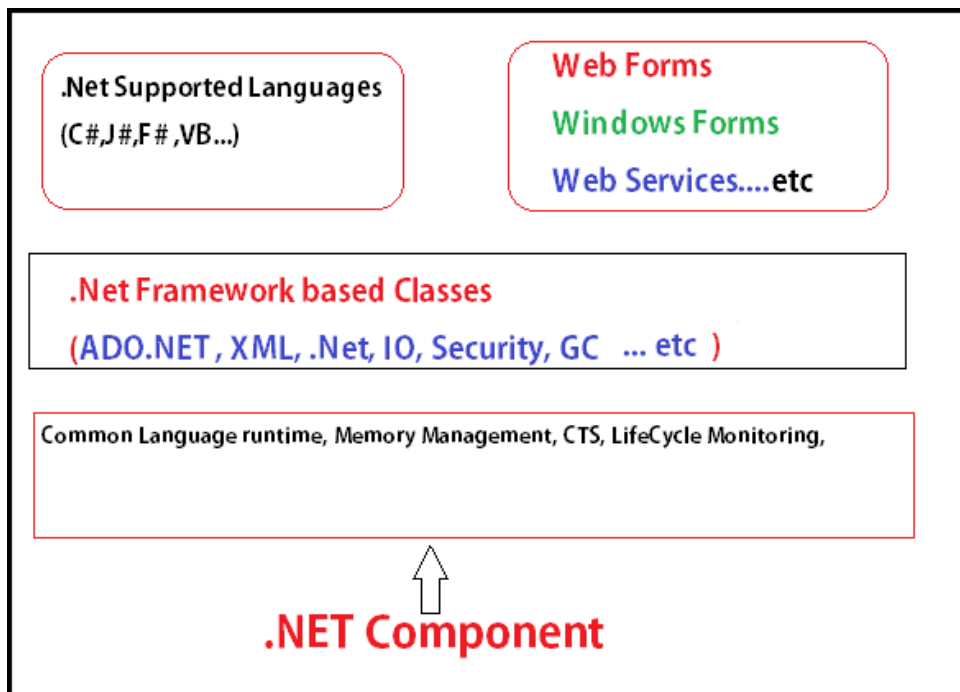 .Net Supported Languages
(C#,J#,F# ,VB...)
Web Forms
Windows Forms
Web Services....etc
.Net Framework based Classes
(ADO.NET , XML, .Net, IO, Security, GC ... etc )
Common Language runtime, Memory Management, CTS, LifeCycle Monitoring,
.NET Component